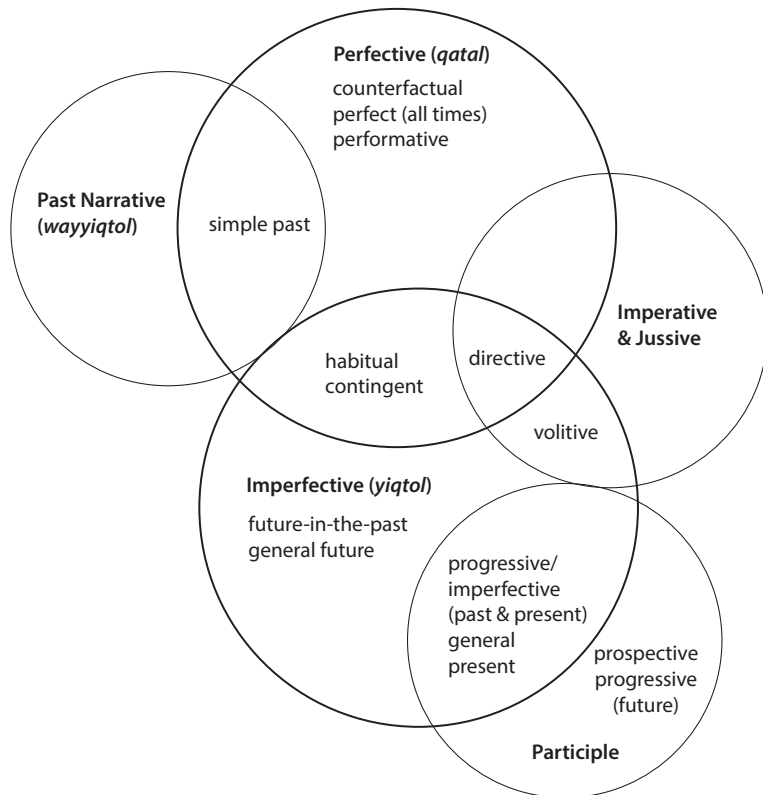 Perfective (qatal)
counterfactual
perfect (all times)
performative
Past Narrative
(wayyiqtol)
simple past
Imperative
& Jussive
habitual
contingent
directive
volitive
Imperfective (yiqtol)
future-in-the-past
general future
progressive/
imperfective
(past & present)
general
present
prospective
progressive
(future)
Participle